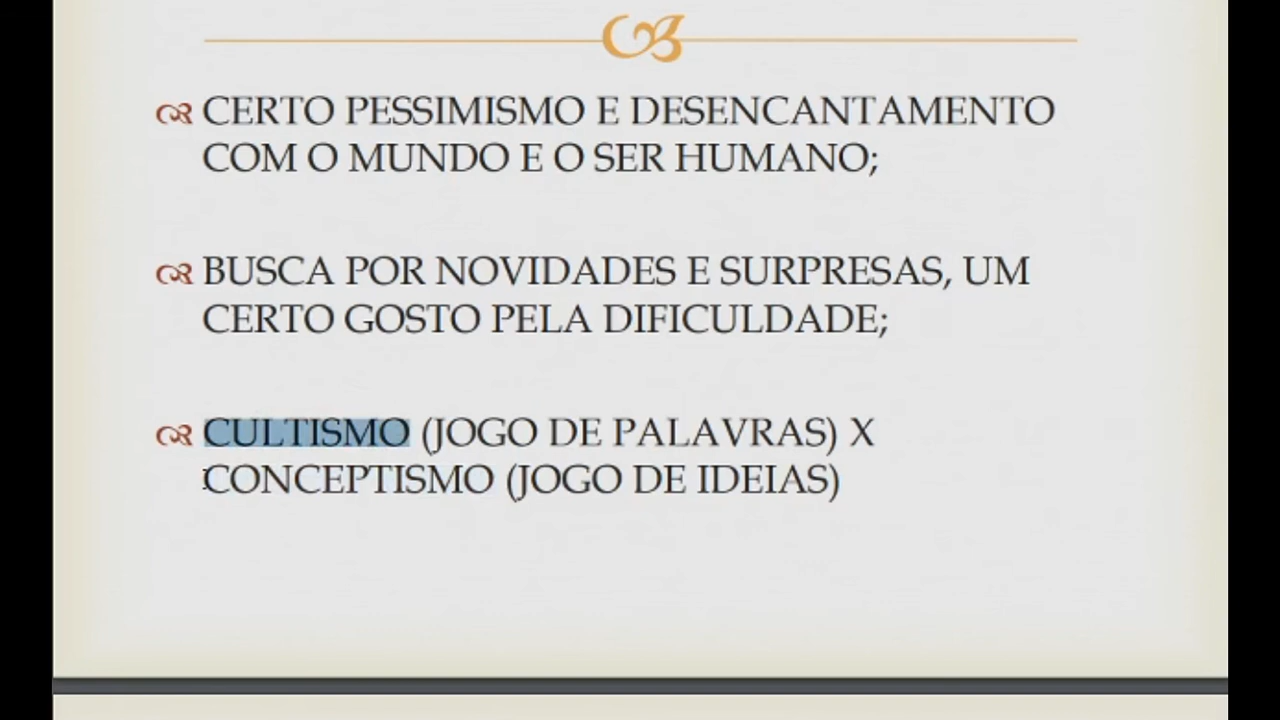 CERTO PESSIMISMO E DESENCANTAMENTO
COM O MUNDO E O SER HUMANO;
BUSCA POR NOVIDADES E SURPRESAS, UM
CERTO GOSTO PELA DIFICULDADE;
CULTISMO (JOGO DE PALAVRAS) X
CONCEPTISMO (JOGO DE IDEIAS)